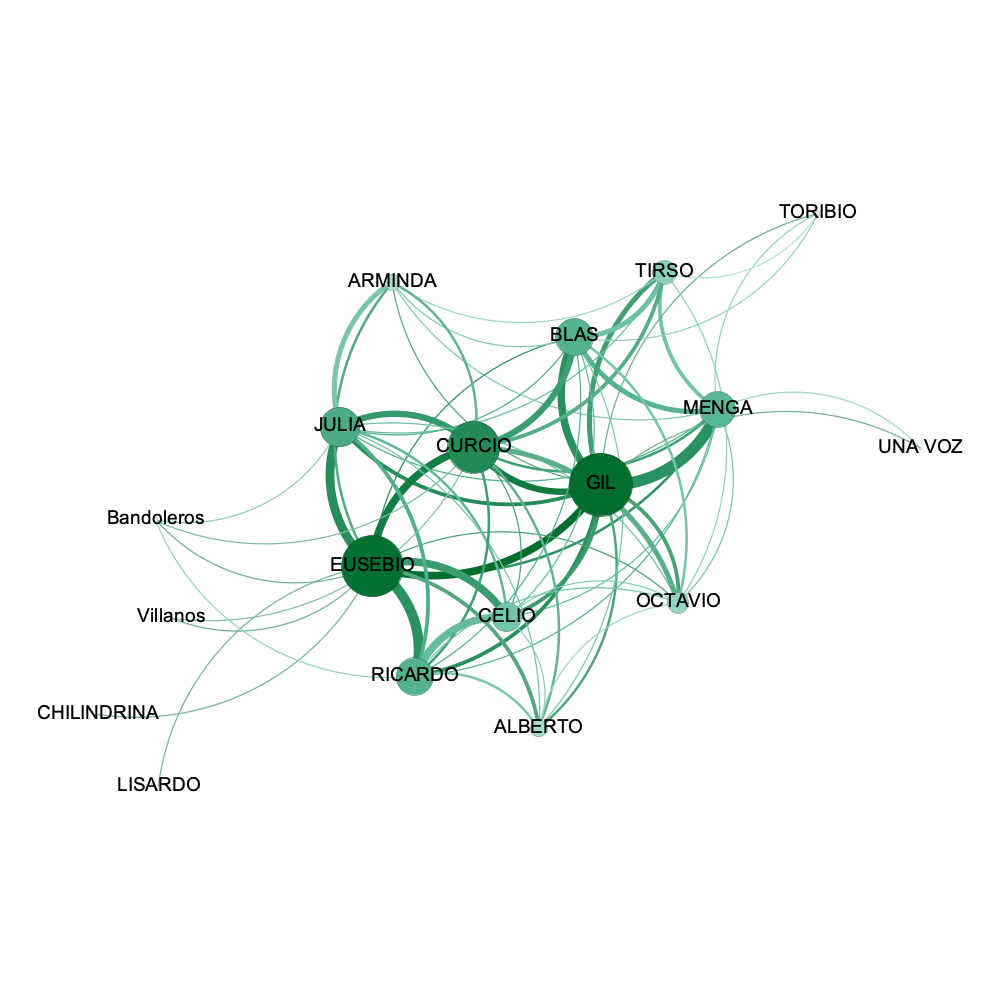 TORIBIO
TIRSO
ARMINDA
BLAS
MENGA
JULIA
CURCIO
UNA VOZ
GIL
Bandoleros
EUSEBIO
OCTAVIO
Villanos
CELIO
RICARDO
CHILINDRINA
ALBERTO
LISARDO